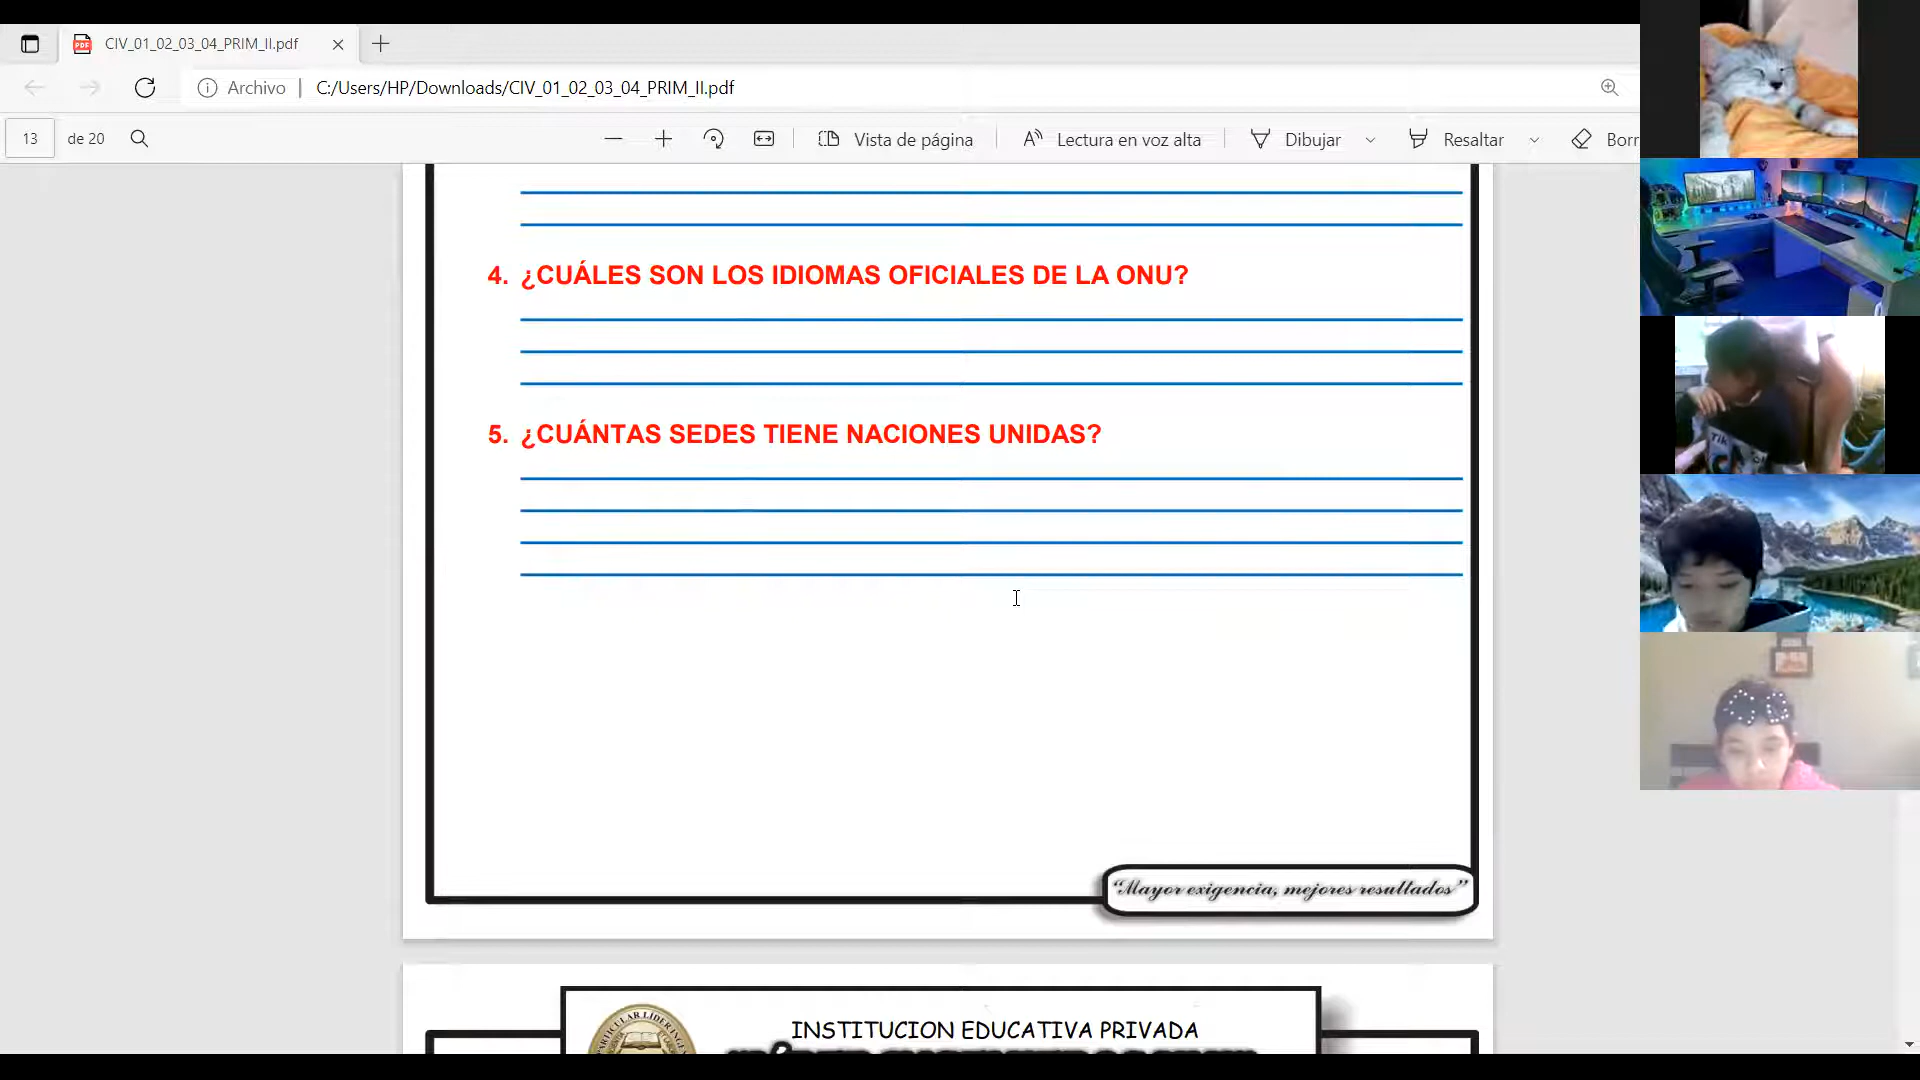 CIV_01_02_03_04_PRIM_II.pdf
Archivo | C:/Users/HP/Downloads/CIV_01_02_03_04_PRIM_II.pdf
13 de 20
Vista de página
Lectura en voz alta
Dibujar
Resaltar
Borr
4. ¿CUÁLES SON LOS IDIOMAS OFICIALES DE LA ONU?
5. ¿CUÁNTAS SEDES TIENE NACIONES UNIDAS?
"Mayor exigencia, mejores resultados"
INSTITUCION EDUCATIVA PRIVADA